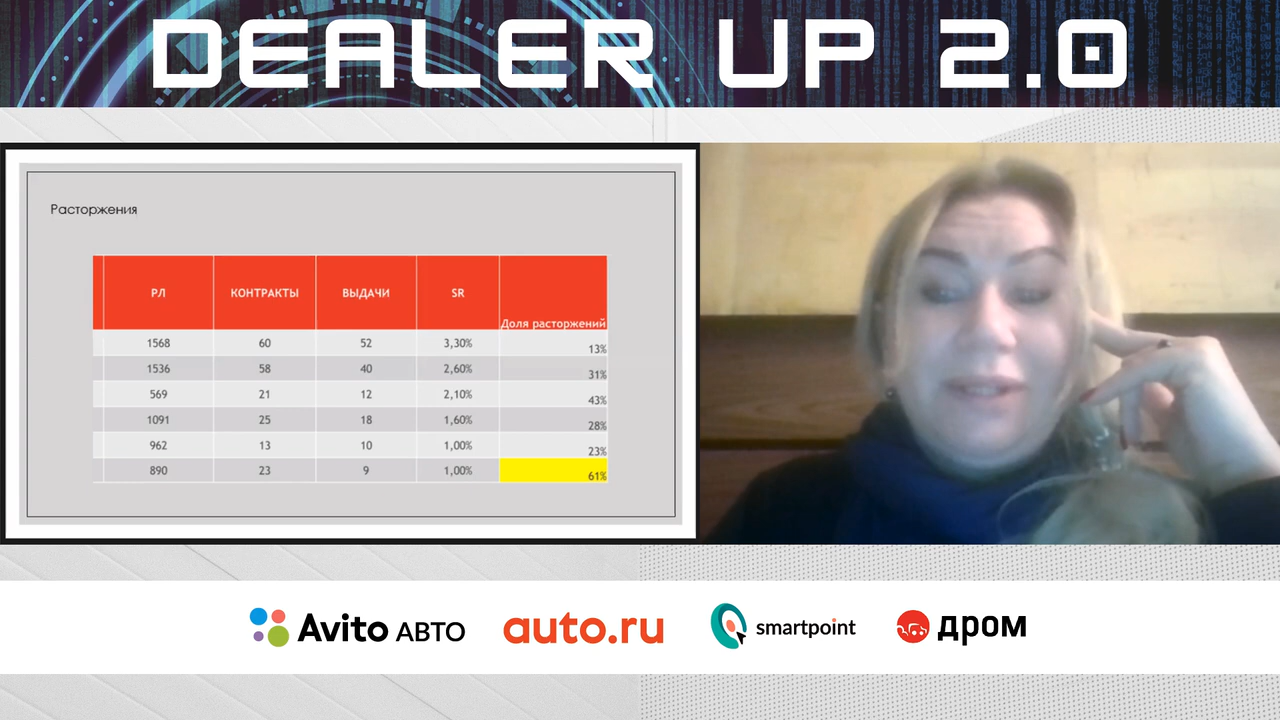 DEALER UP 2.0
Расторжения
РЛ КОНТРАКТЫ ВЫДАЧИ SR Доля расторжений
1568 60 52 3,30% 13%
1536 58 40 2,60% 31%
569 21 12 2,10% 43%
1091 25 18 1,60% 28%
962 13 10 1,00% 23%
890 23 9 1,00% 61%
Avito АВТО auto.ru smartpoint дром